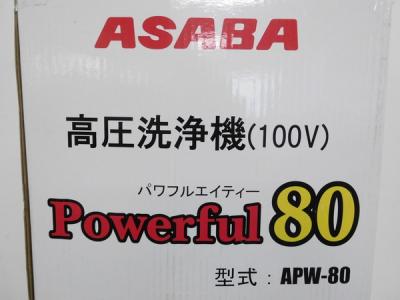 ASABA
高圧洗浄機(100V)
パワフルエイティー
Powerful 80
型式：APW-80